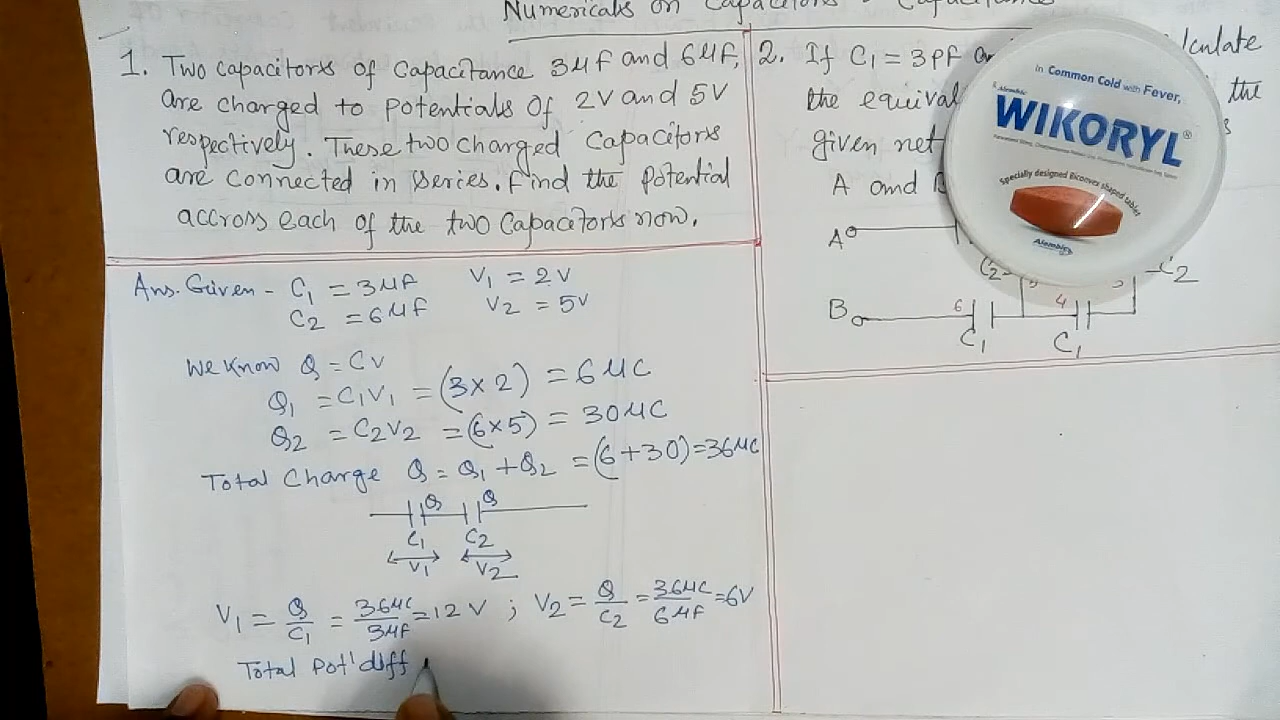 Numericals on Capacitors
1. Two capacitors of capacitance 3μF and 6μF,
are charged to potentials of 2V and 5V
respectively. These two charged capacitors
are connected in series. Find the potential
accross each of the two capacitors now.
Ans. Given - C1 = 3μF V1 = 2V
C2 = 6μF V2 = 5V
We know Q = CV
Q1 = C1V1 = (3×2) = 6μC
Q2 = C2V2 = (6×5) = 30μC
Total Charge Q = Q1 + Q2 = (6+30) = 36μC
Q Q
C1 C2
V1 V2
V1 = Q/C1 = 36μC/3μF = 12V ; V2 = Q/C2 = 36μC/6μF = 6V
Total Pot' diff
2. If C1 = 3PF
the equival the
given net
A and
A
C2 C2
B 6 4
C1 C1
In Common Cold with Fever,
Alembic
WIKORYL®
Specially designed Biconvex shaped tablet
Alembic